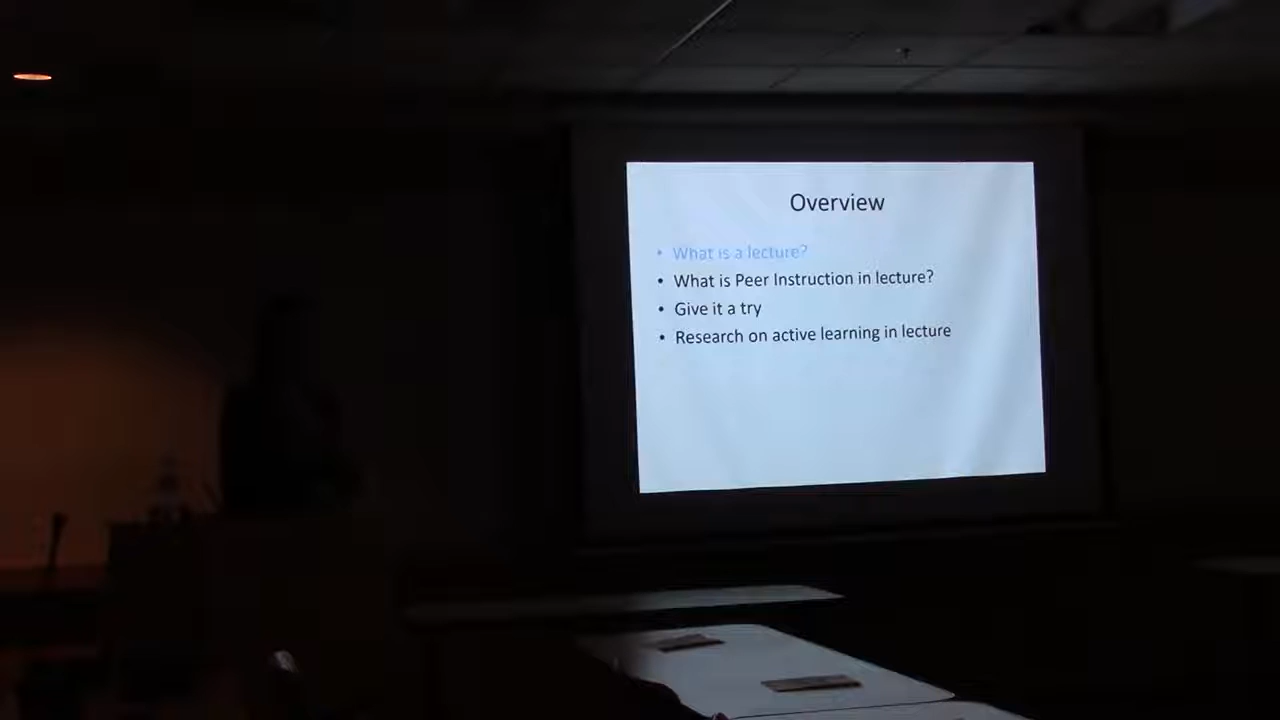 Overview
• What is a lecture?
• What is Peer Instruction in lecture?
• Give it a try
• Research on active learning in lecture